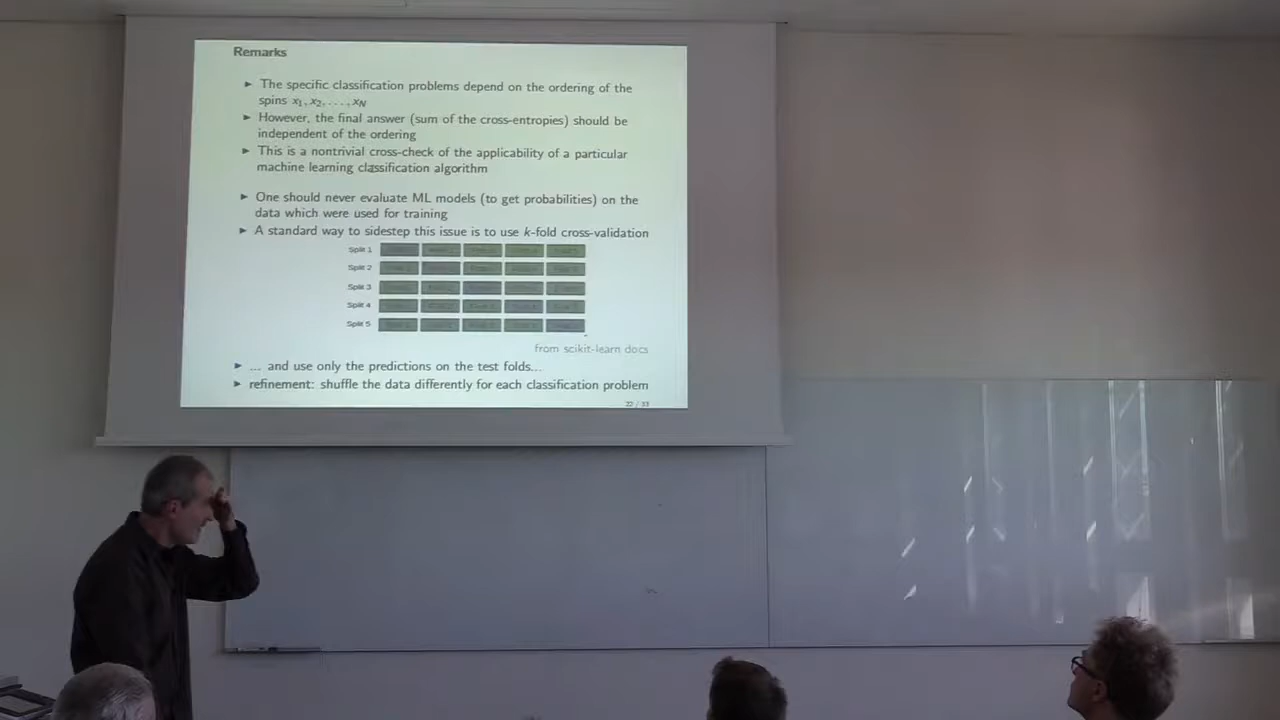 Remarks
► The specific classification problems depend on the ordering of the
spins x₁, x₂, . . . , x_N
► However, the final answer (sum of the cross-entropies) should be
independent of the ordering
► This is a nontrivial cross-check of the applicability of a particular
machine learning classification algorithm
► One should never evaluate ML models (to get probabilities) on the
data which were used for training
► A standard way to sidestep this issue is to use k-fold cross-validation
Split 1
Split 2
Split 3
Split 4
Split 5
from scikit-learn docs
► ... and use only the predictions on the test folds...
► refinement: shuffle the data differently for each classification problem
22 / 33